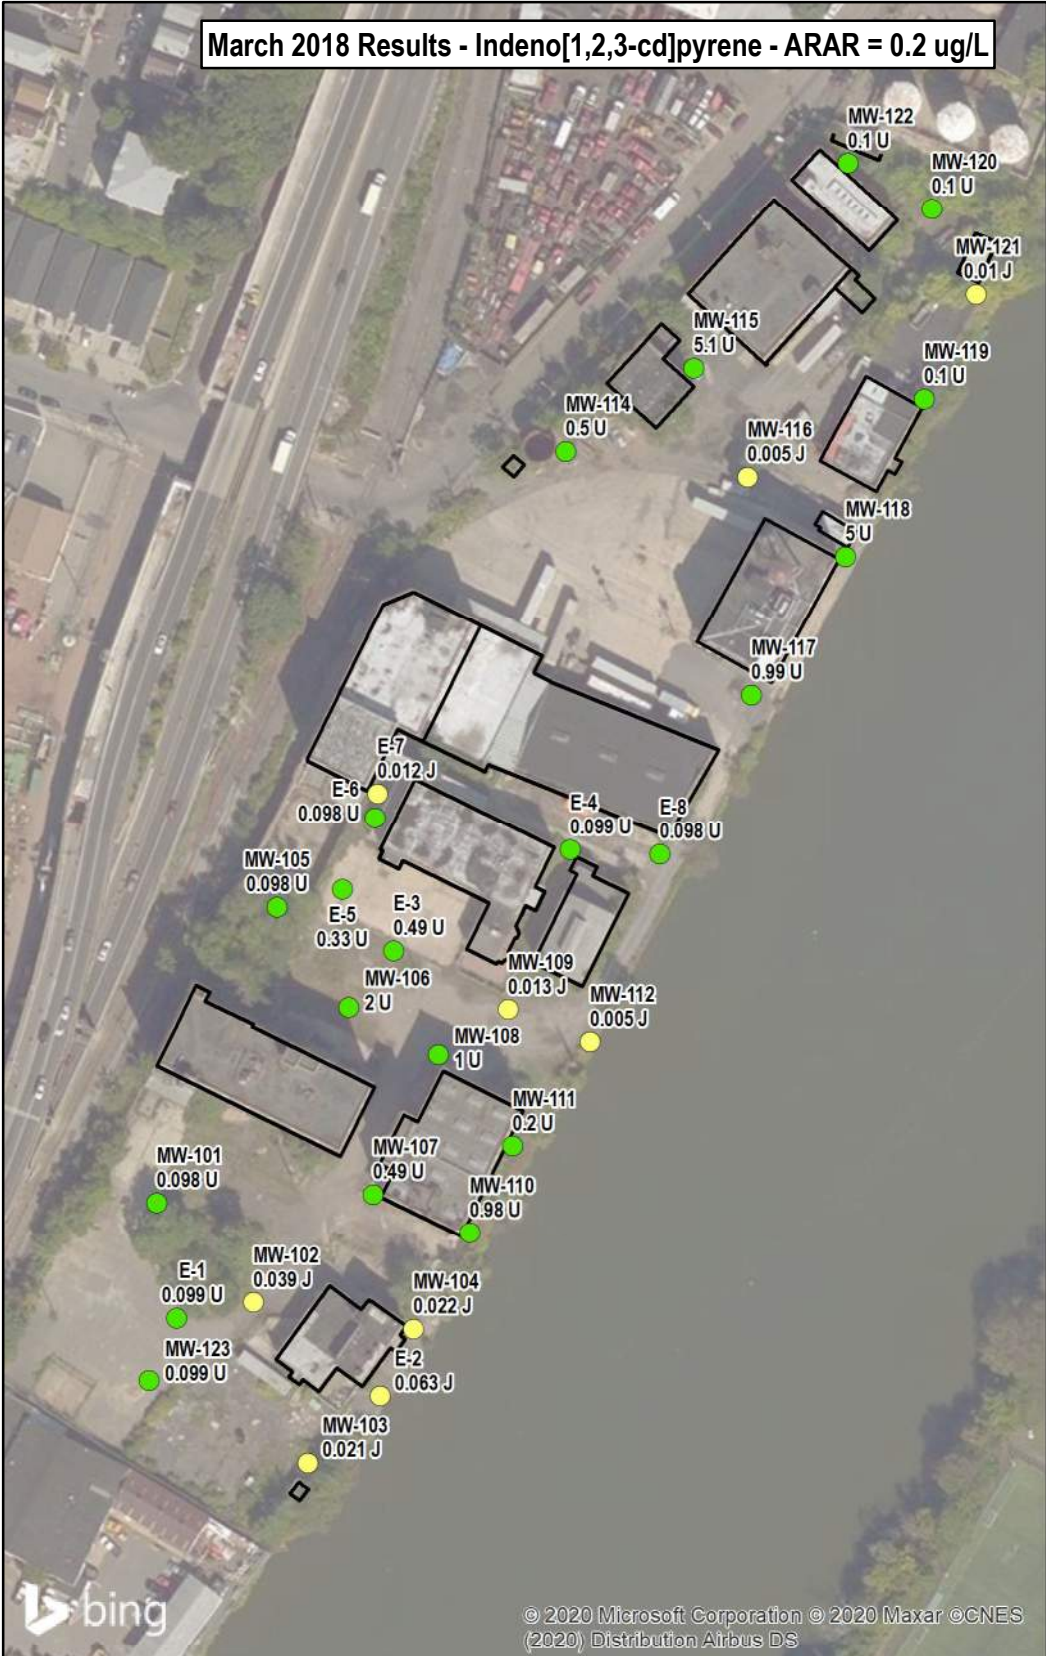 March 2018 Results - Indeno[1,2,3-cd]pyrene - ARAR = 0.2 ug/L
MW-122
0.1 U
MW-120
0.1 U
MW-121
0.01 J
MW-115
5.1 U
MW-119
0.1 U
MW-114
0.5 U
MW-116
0.005 J
MW-118
5 U
MW-117
0.99 U
E-7
0.012 J
E-6
0.098 U
E-4
0.099 U
E-8
0.098 U
MW-105
0.098 U
E-5
0.33 U
E-3
0.49 U
MW-106
2 U
MW-109
0.013 J
MW-112
0.005 J
MW-108
1 U
MW-111
0.2 U
MW-107
0.49 U
MW-101
0.098 U
MW-110
0.98 U
MW-102
0.039 J
E-1
0.099 U
MW-104
0.022 J
MW-123
0.099 U
E-2
0.063 J
MW-103
0.021 J
bing
© 2020 Microsoft Corporation © 2020 Maxar ©CNES
(2020) Distribution Airbus DS